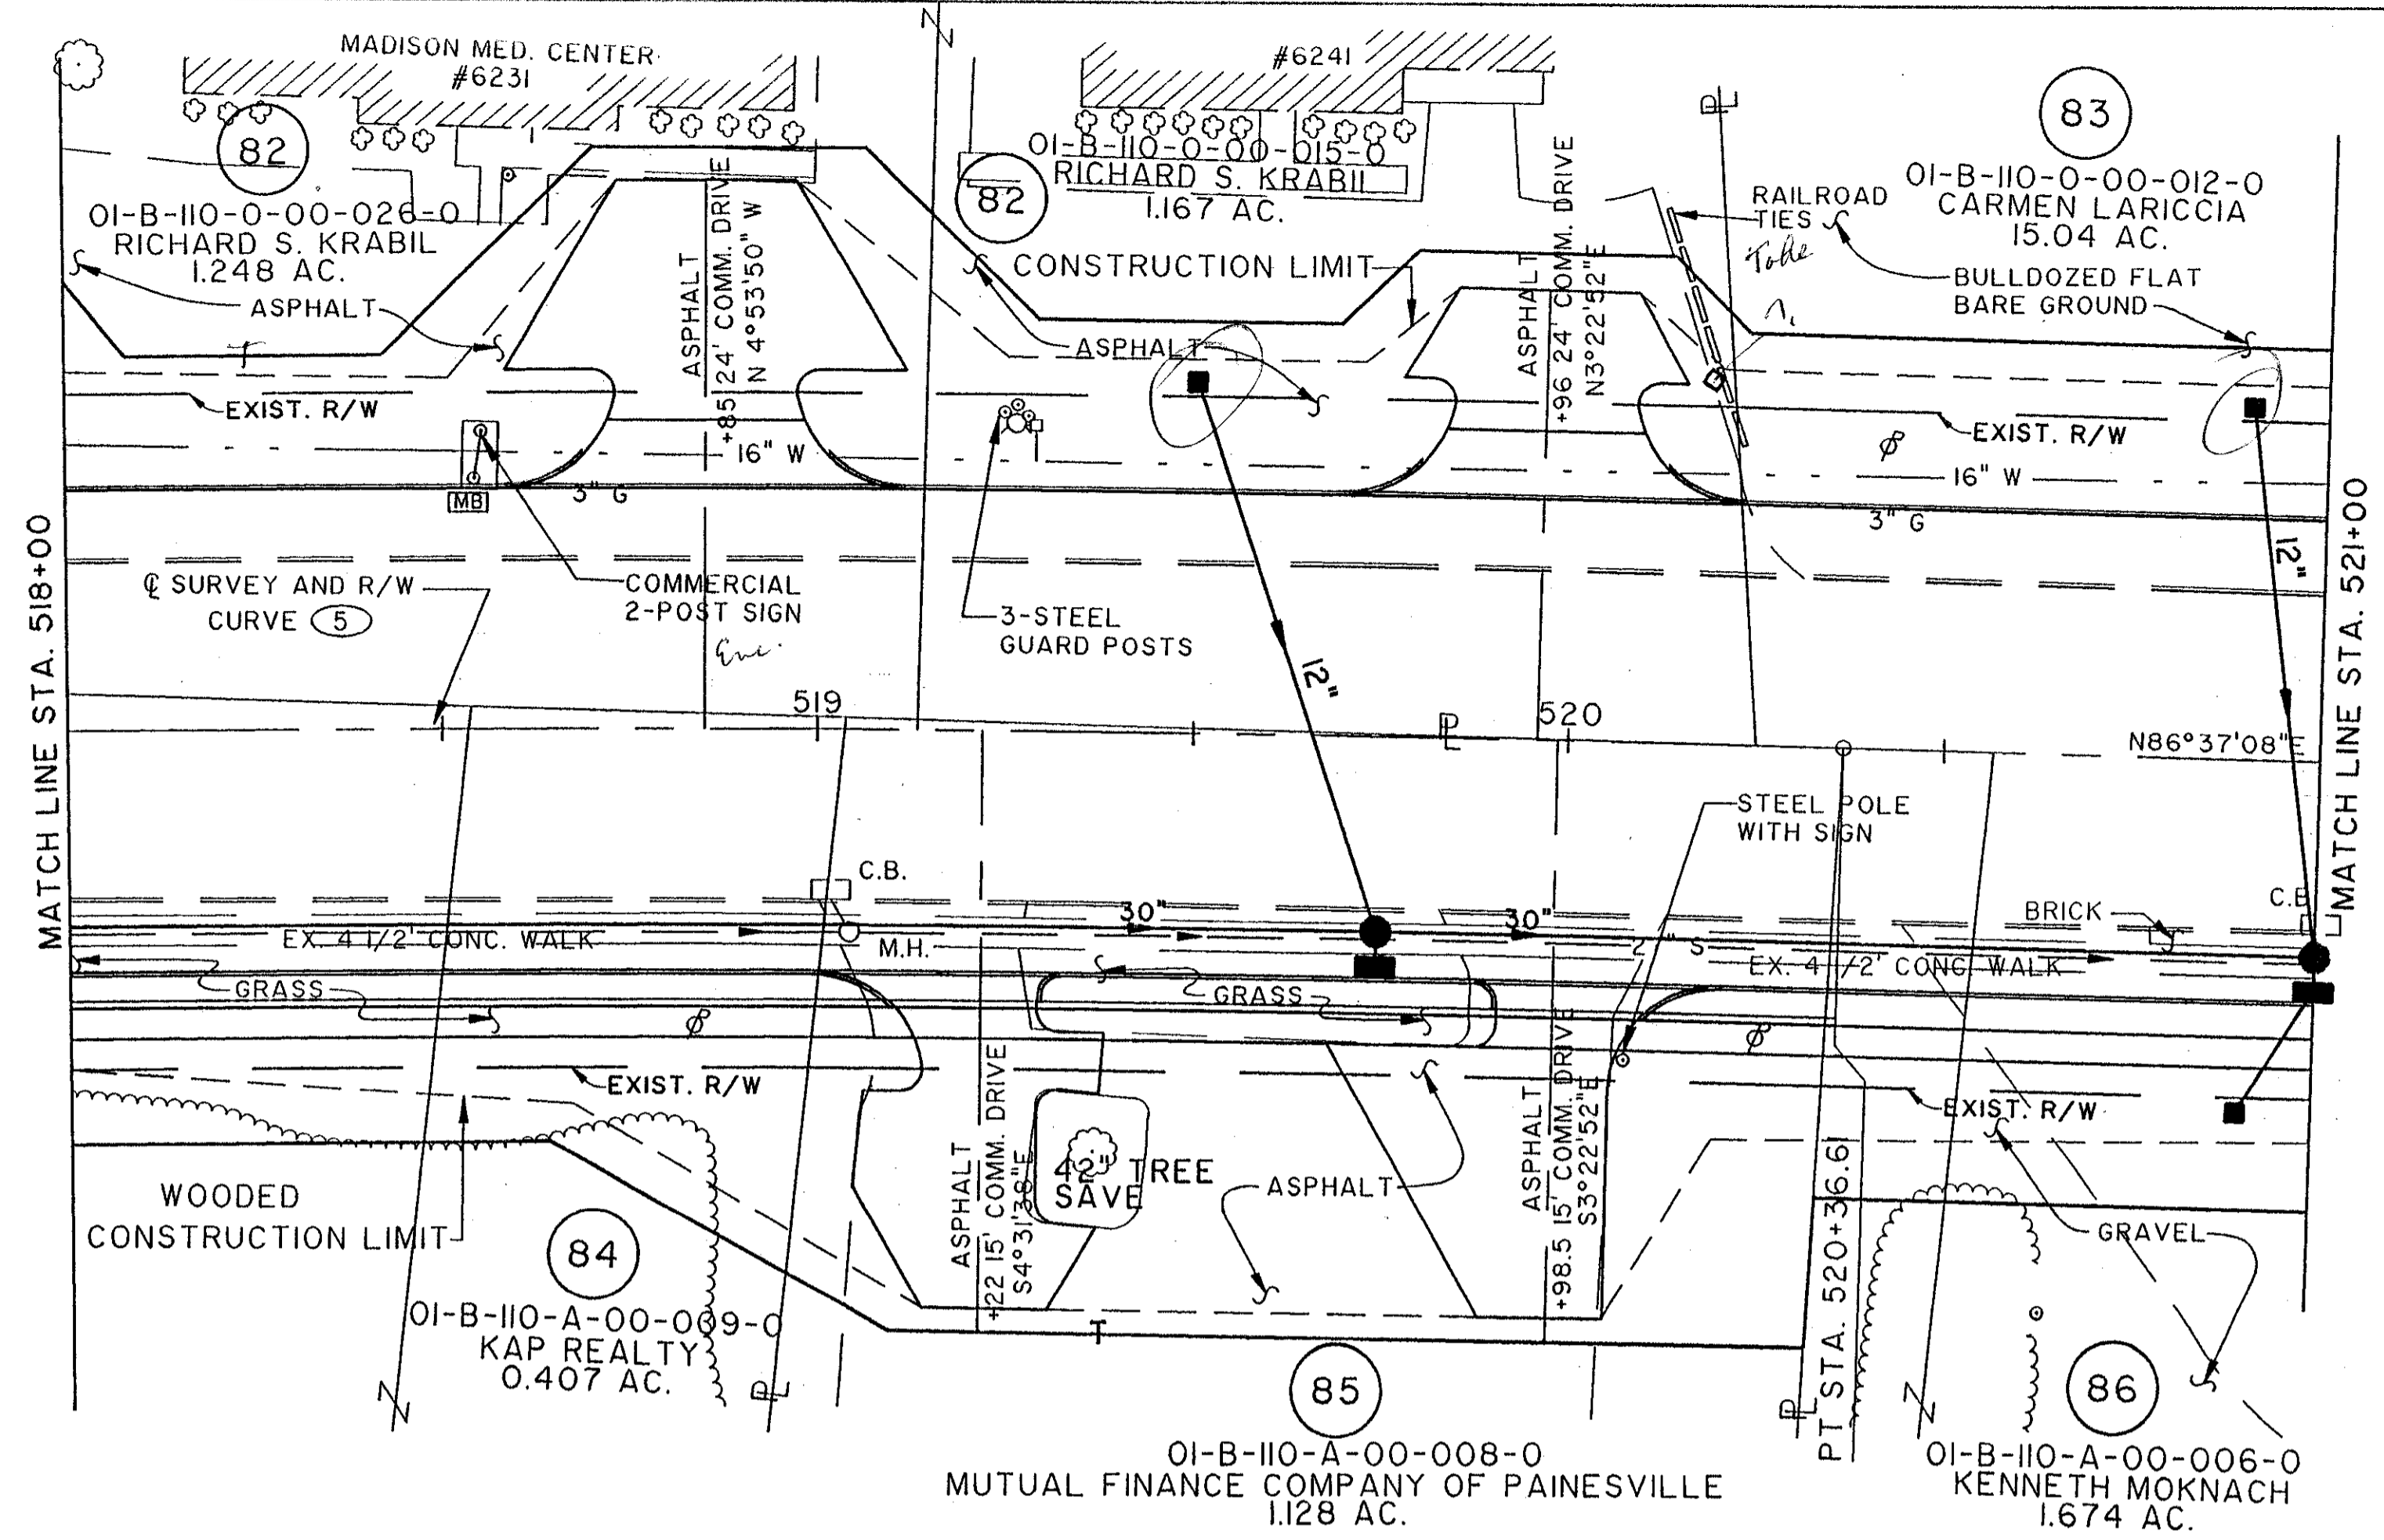 MADISON MED. CENTER
#6231
#6241
82
01-B-110-0-00-026-0
RICHARD S. KRABIL
1.248 AC.
ASPHALT
82
01-B-110-0-00-015-0
RICHARD S. KRABIL
1.167 AC.
CONSTRUCTION LIMIT
ASPHALT
83
01-B-110-0-00-012-0
CARMEN LARICCIA
15.04 AC.
RAILROAD
TIES
BULLDOZED FLAT
BARE GROUND
ASPHALT
+85 24' COMM. DRIVE
N 4°53'50" W
ASPHALT
+96 24' COMM. DRIVE
N3°22'52"E
PL
EXIST. R/W
EXIST. R/W
16" W
16" W
3" G
3" G
MB
MATCH LINE STA. 518+00
MATCH LINE STA. 521+00
℄ SURVEY AND R/W
CURVE 5
COMMERCIAL
2-POST SIGN
3-STEEL
GUARD POSTS
12"
12"
519
PL
520
N86°37'08"E
STEEL POLE
WITH SIGN
C.B.
M.H.
30"
30"
BRICK
C.B
EX. 4 1/2' CONC. WALK
EX. 4 1/2' CONC. WALK
GRASS
GRASS
EXIST. R/W
EXIST. R/W
WOODED
CONSTRUCTION LIMIT
42" TREE
SAVE
ASPHALT
ASPHALT
+22 15' COMM. DRIVE
S4°31'38"E
ASPHALT
+98.5 15' COMM. DRIVE
S3°22'52"E
PT STA. 520+36.61
GRAVEL
84
01-B-110-A-00-009-0
KAP REALTY
0.407 AC.
PL
T
85
01-B-110-A-00-008-0
MUTUAL FINANCE COMPANY OF PAINESVILLE
1.128 AC.
PL
86
01-B-110-A-00-006-0
KENNETH MOKNACH
1.674 AC.